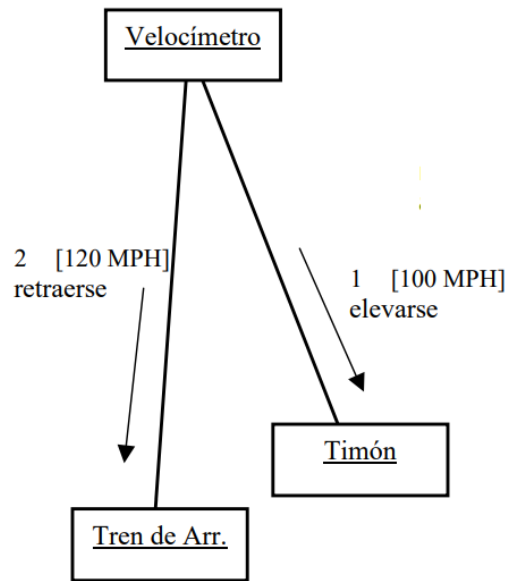 Velocímetro
2 [120 MPH]
retraerse
1 [100 MPH]
elevarse
Timón
Tren de Arr.